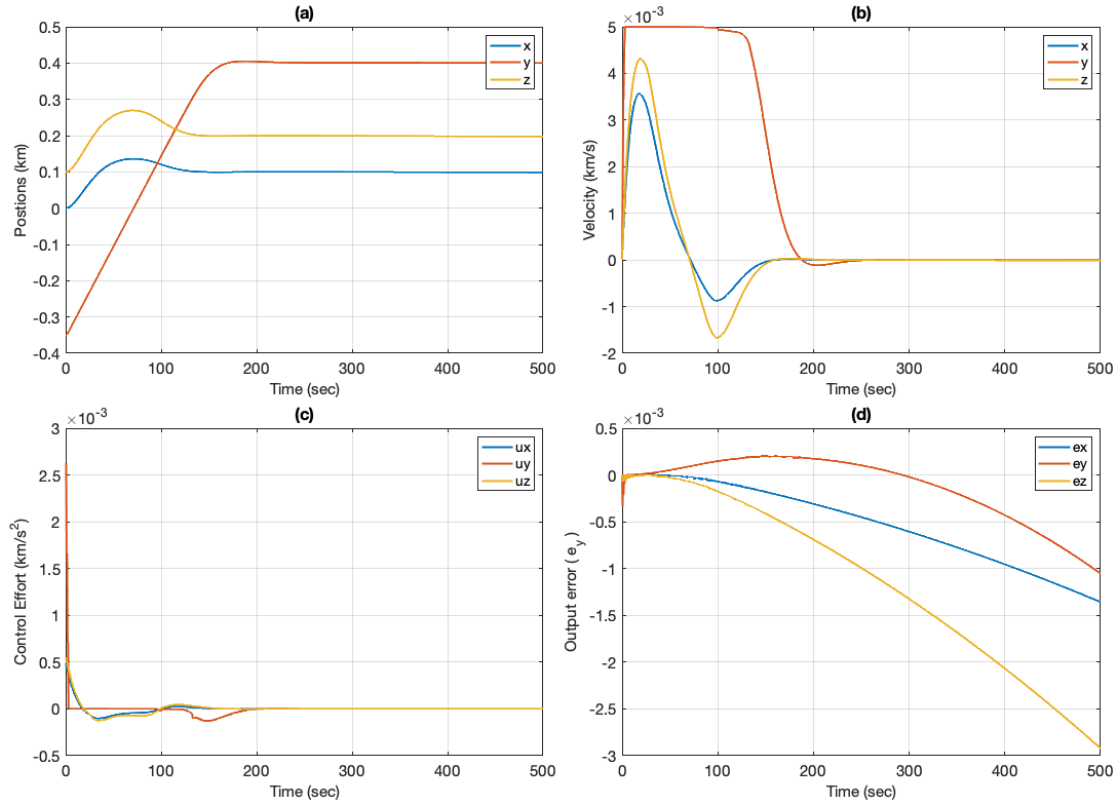 (a)
0.5
0.4
0.3
0.2
0.1
0
-0.1
-0.2
-0.3
-0.4
Postions (km)
x
y
z
0 100 200 300 400 500
Time (sec)
(b)
×10⁻³
5
4
3
2
1
0
-1
-2
Velocity (km/s)
x
y
z
0 100 200 300 400 500
Time (sec)
(c)
×10⁻³
3
2.5
2
1.5
1
0.5
0
-0.5
Control Effort (km/s²)
ux
uy
uz
0 100 200 300 400 500
Time (sec)
(d)
×10⁻³
0.5
0
-0.5
-1
-1.5
-2
-2.5
-3
Output error ( e_y )
ex
ey
ez
0 100 200 300 400 500
Time (sec)